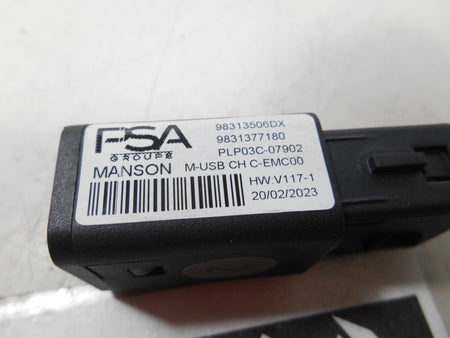 PSA
GROUPE
98313506DX
9831377180
PLP03C-07902
MANSON M-USB CH C-EMC00
HW V117-1
20/02/2023